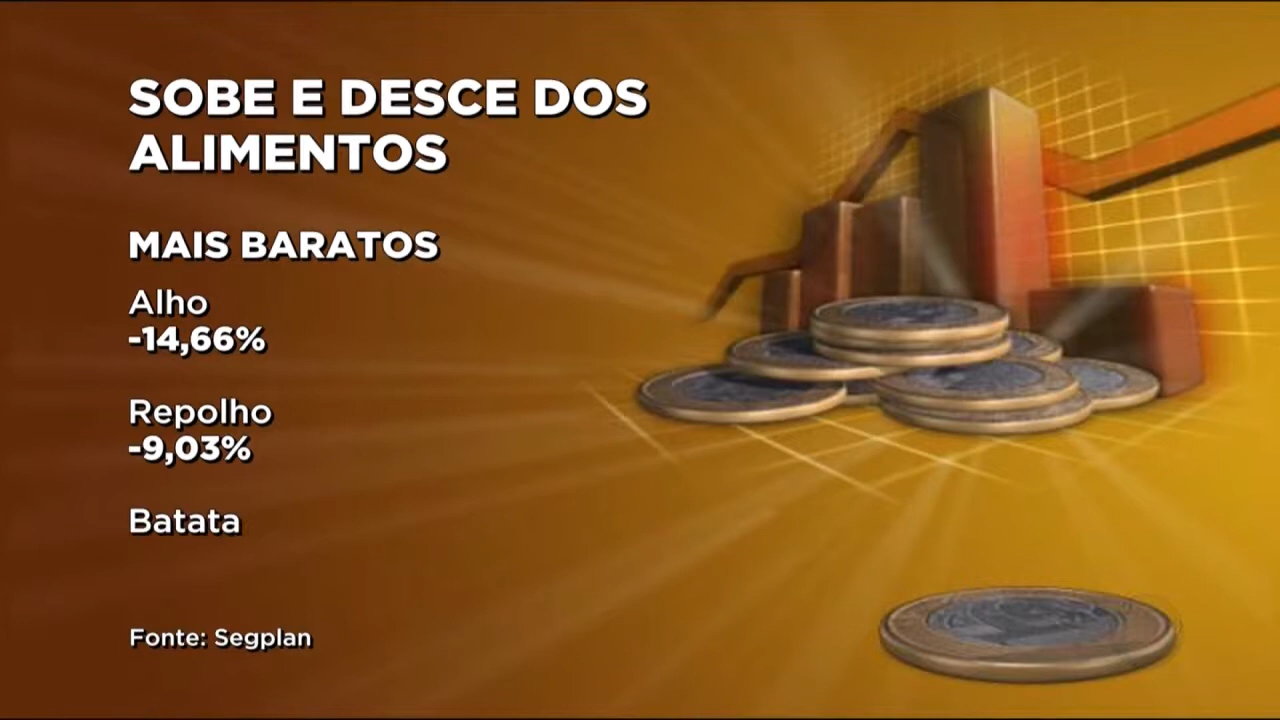 SOBE E DESCE DOS
ALIMENTOS
MAIS BARATOS
Alho
-14,66%
Repolho
-9,03%
Batata
Fonte: Segplan